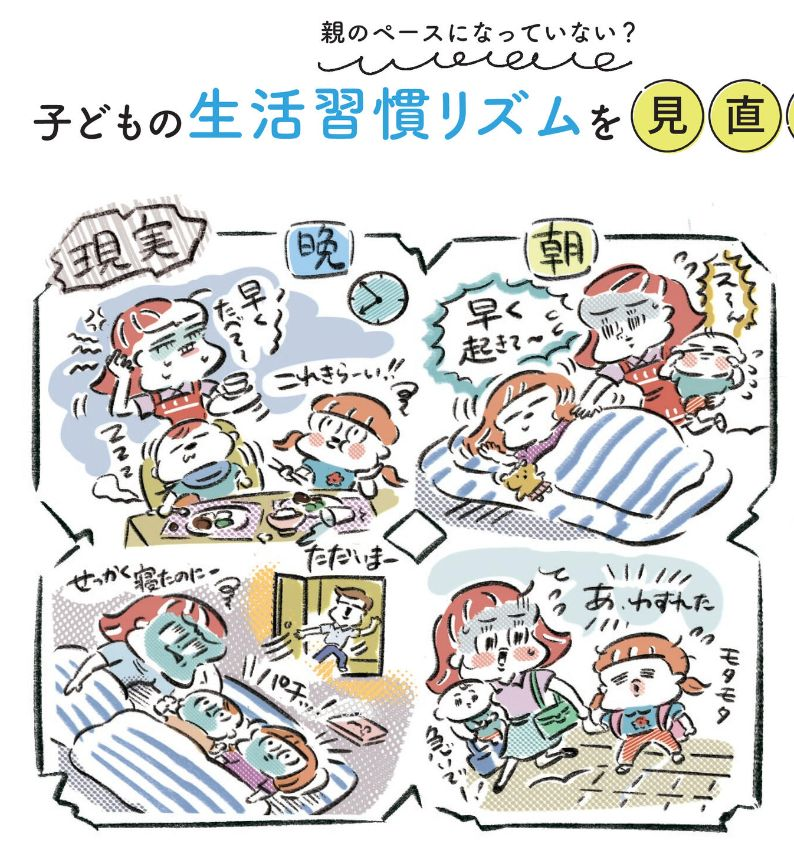 親のペースになっていない？
子どもの生活習慣リズムを見直
現実
晩
早く
たべて〜
これきらーい!!
ZZZZ
朝
早く
起きて〜
え〜ん
せっかく寝たのにー
ただいまー
パチッ
あ、わすれた
モタモタ
急いで